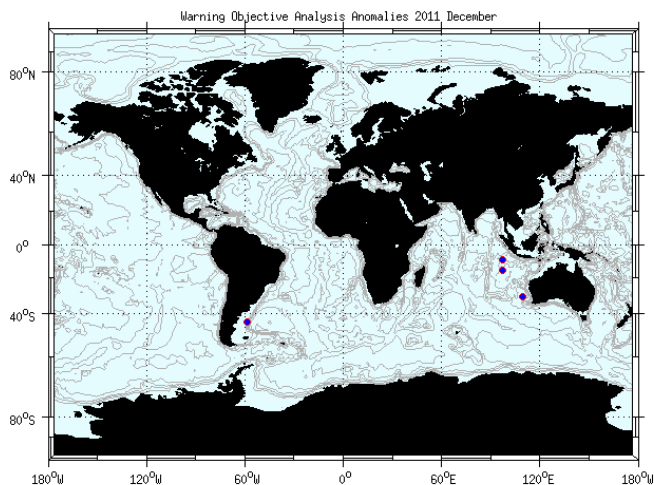 Warning Objective Analysis Anomalies 2011 December
80°N
40°N
0°
40°S
80°S
180°W 120°W 60°W 0° 60°E 120°E 180°W